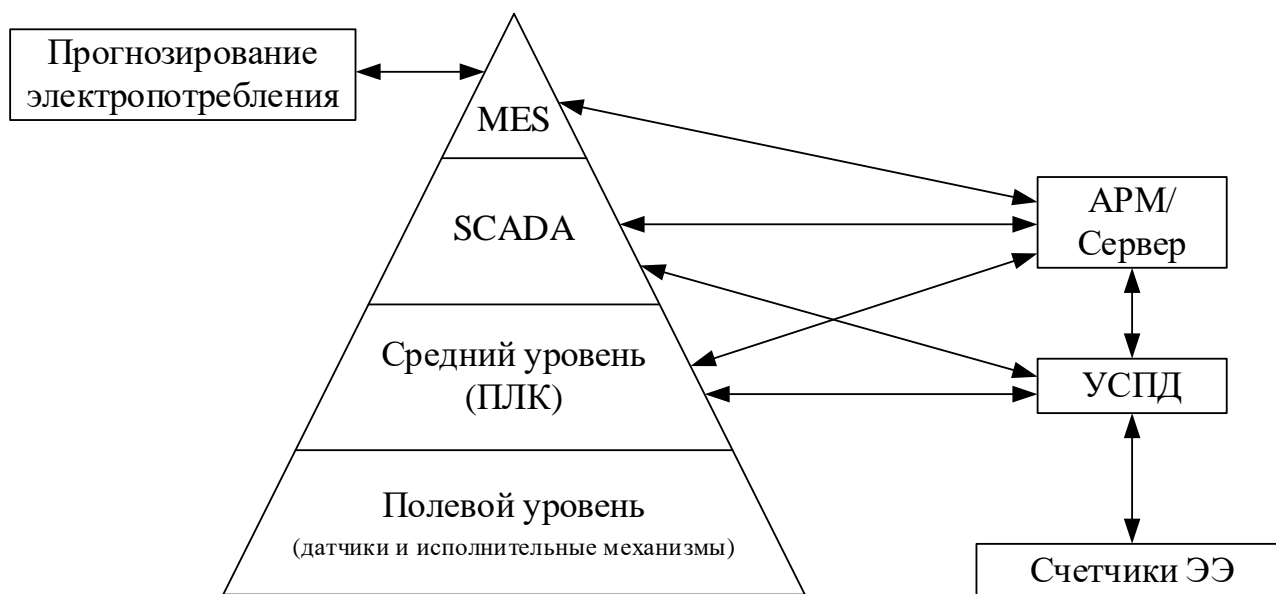 Прогнозирование
электропотребления
MES
SCADA
АРМ/
Сервер
Средний уровень
(ПЛК)
УСПД
Полевой уровень
(датчики и исполнительные механизмы)
Счетчики ЭЭ